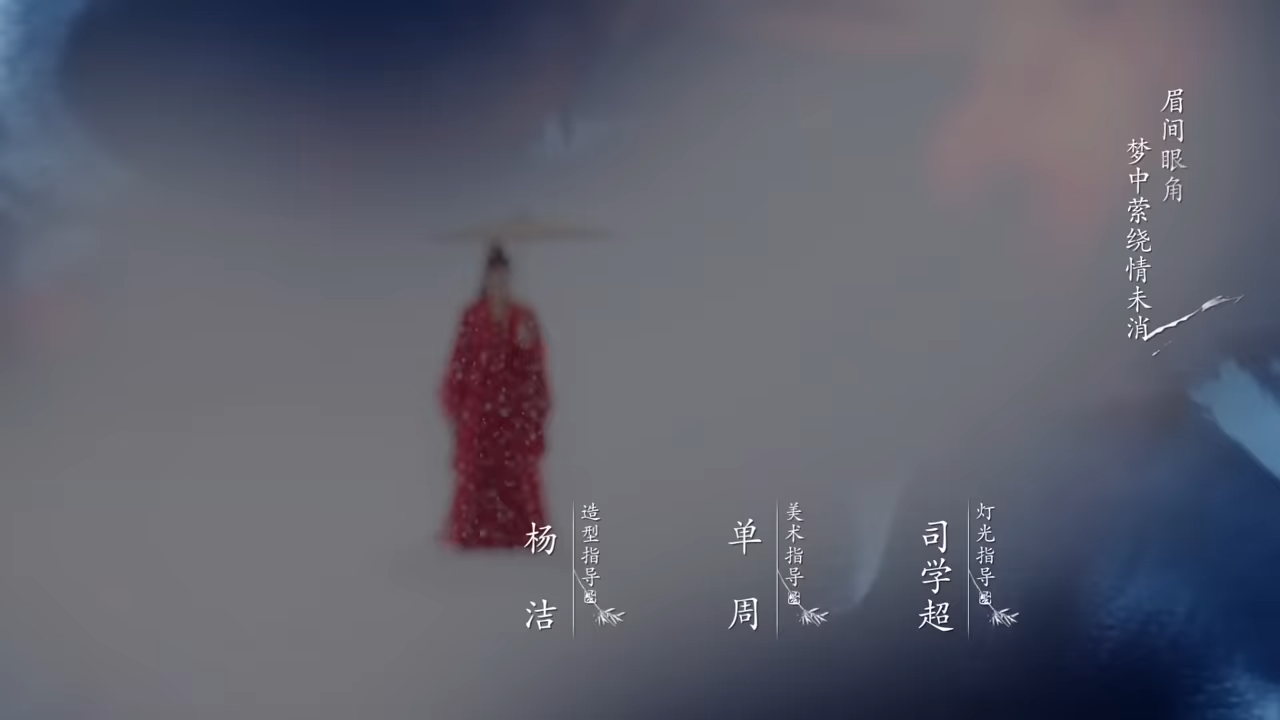 眉间眼角
梦中萦绕情未消
灯光指导
司学超
美术指导
单周
造型指导
杨洁